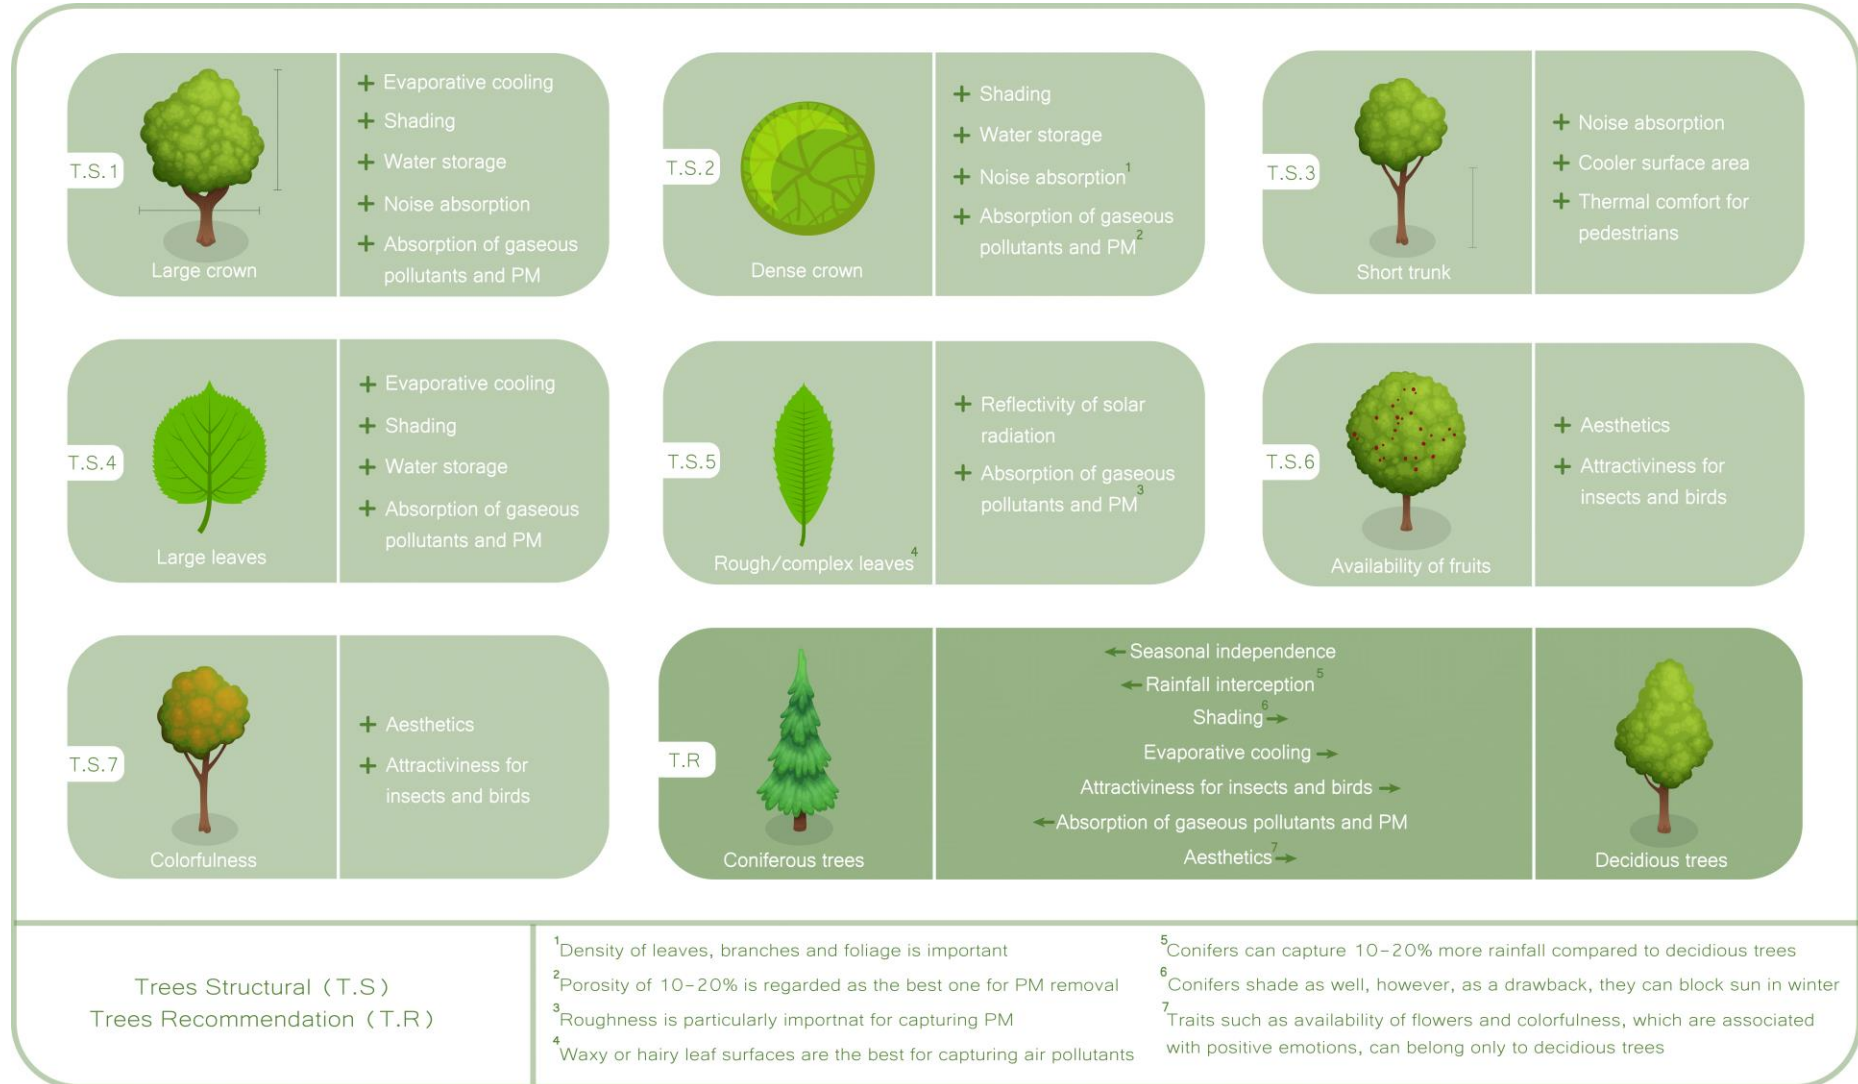 T.S.1
Large crown
+ Evaporative cooling
+ Shading
+ Water storage
+ Noise absorption
+ Absorption of gaseous
pollutants and PM
T.S.2
Dense crown
+ Shading
+ Water storage
+ Noise absorption1
+ Absorption of gaseous
pollutants and PM2
T.S.3
Short trunk
+ Noise absorption
+ Cooler surface area
+ Thermal comfort for
pedestrians
T.S.4
Large leaves
+ Evaporative cooling
+ Shading
+ Water storage
+ Absorption of gaseous
pollutants and PM
T.S.5
Rough/complex leaves4
+ Reflectivity of solar
radiation
+ Absorption of gaseous
pollutants and PM3
T.S.6
Availability of fruits
+ Aesthetics
+ Attractiviness for
insects and birds
T.S.7
Colorfulness
+ Aesthetics
+ Attractiviness for
insects and birds
T.R
Coniferous trees
← Seasonal independence
← Rainfall interception5
Shading6 →
Evaporative cooling →
Attractiviness for insects and birds →
← Absorption of gaseous pollutants and PM
Aesthetics7 →
Decidious trees
Trees Structural (T.S)
Trees Recommendation (T.R)
1Density of leaves, branches and foliage is important
2Porosity of 10-20% is regarded as the best one for PM removal
3Roughness is particularly importnat for capturing PM
4Waxy or hairy leaf surfaces are the best for capturing air pollutants
5Conifers can capture 10-20% more rainfall compared to decidious trees
6Conifers shade as well, however, as a drawback, they can block sun in winter
7Traits such as availability of flowers and colorfulness, which are associated
with positive emotions, can belong only to decidious trees